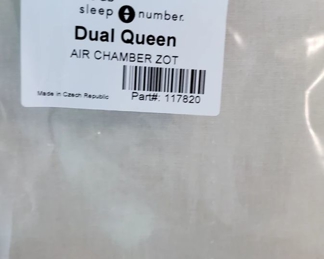 sleep number.
Dual Queen
AIR CHAMBER ZOT
Made in Czech Republic
Part#: 117820